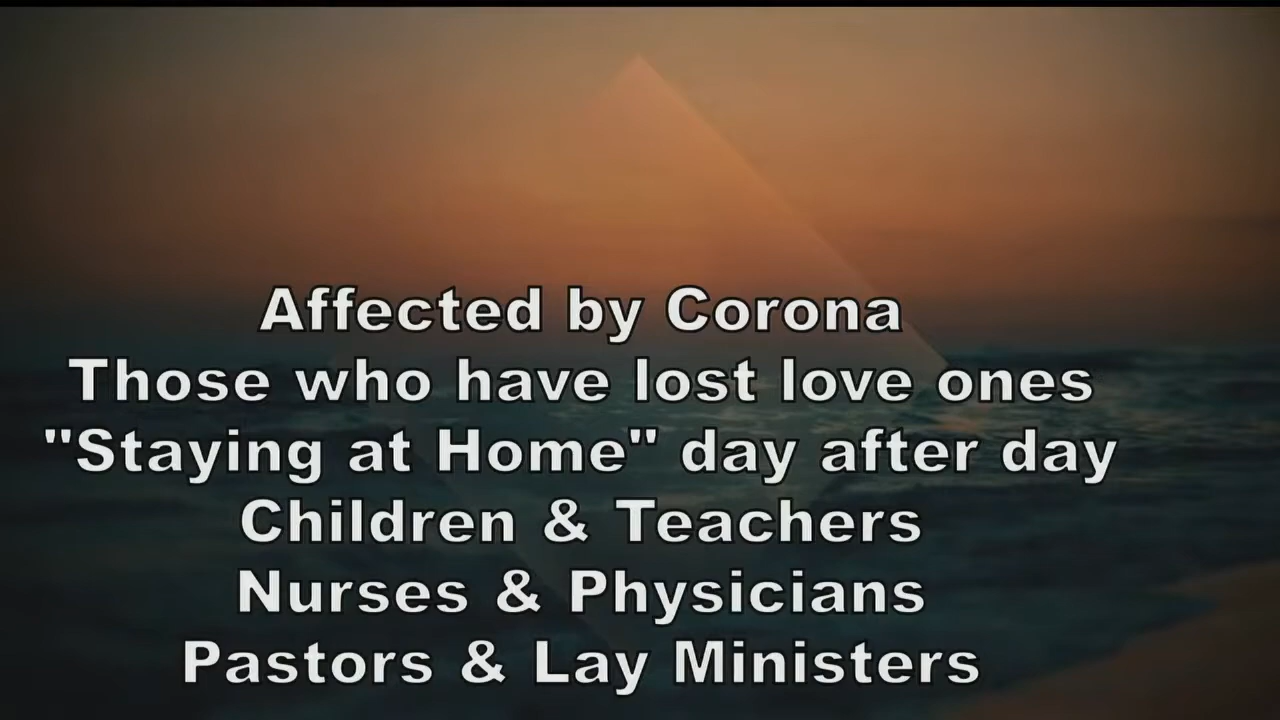 Affected by Corona
Those who have lost love ones
"Staying at Home" day after day
Children & Teachers
Nurses & Physicians
Pastors & Lay Ministers